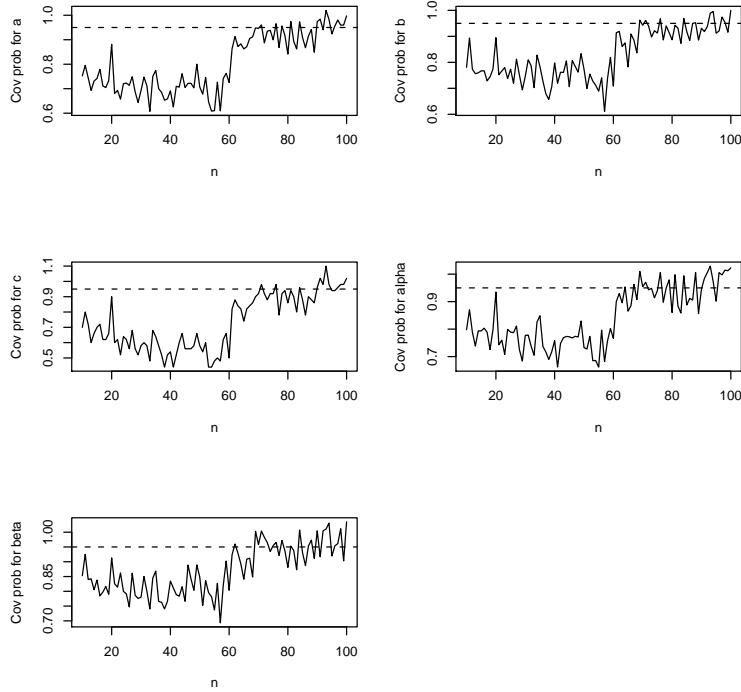 Cov prob for a
0.6 0.8 1.0
20 40 60 80 100
n
Cov prob for b
0.6 0.8 1.0
20 40 60 80 100
n
Cov prob for c
0.5 0.7 0.9 1.1
20 40 60 80 100
n
Cov prob for alpha
0.7 0.9
20 40 60 80 100
n
Cov prob for beta
0.70 0.85 1.00
20 40 60 80 100
n